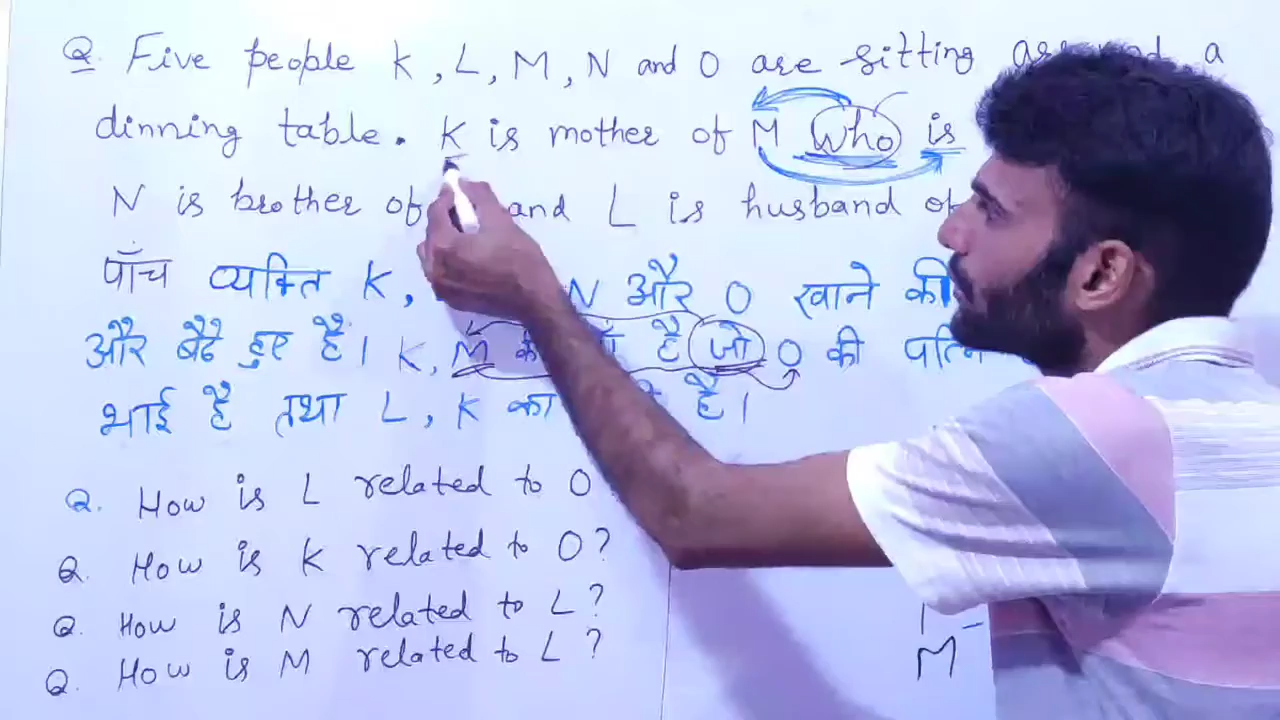 Q. Five people K, L, M, N and O are sitting a
dinning table. K is mother of M who is
N is brother of and L is husband of
पाँच व्यक्ति K, N और O खाने की
और बैठे हुए है। K, M है जो O की पत्नि
भाई है तथा L, K का है।
Q. How is L related to O
Q. How is K related to O?
Q. How is N related to L?
Q. How is M related to L?
M